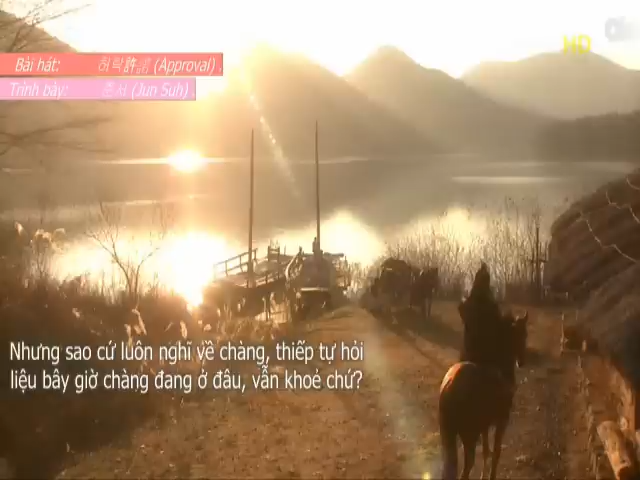 HD
Bài hát: 허락許諾 (Approval)
Trình bày: 준서 (Jun Suh)
Nhưng sao cứ luôn nghĩ về chàng, thiếp tự hỏi
liệu bây giờ chàng đang ở đâu, vẫn khoẻ chứ?